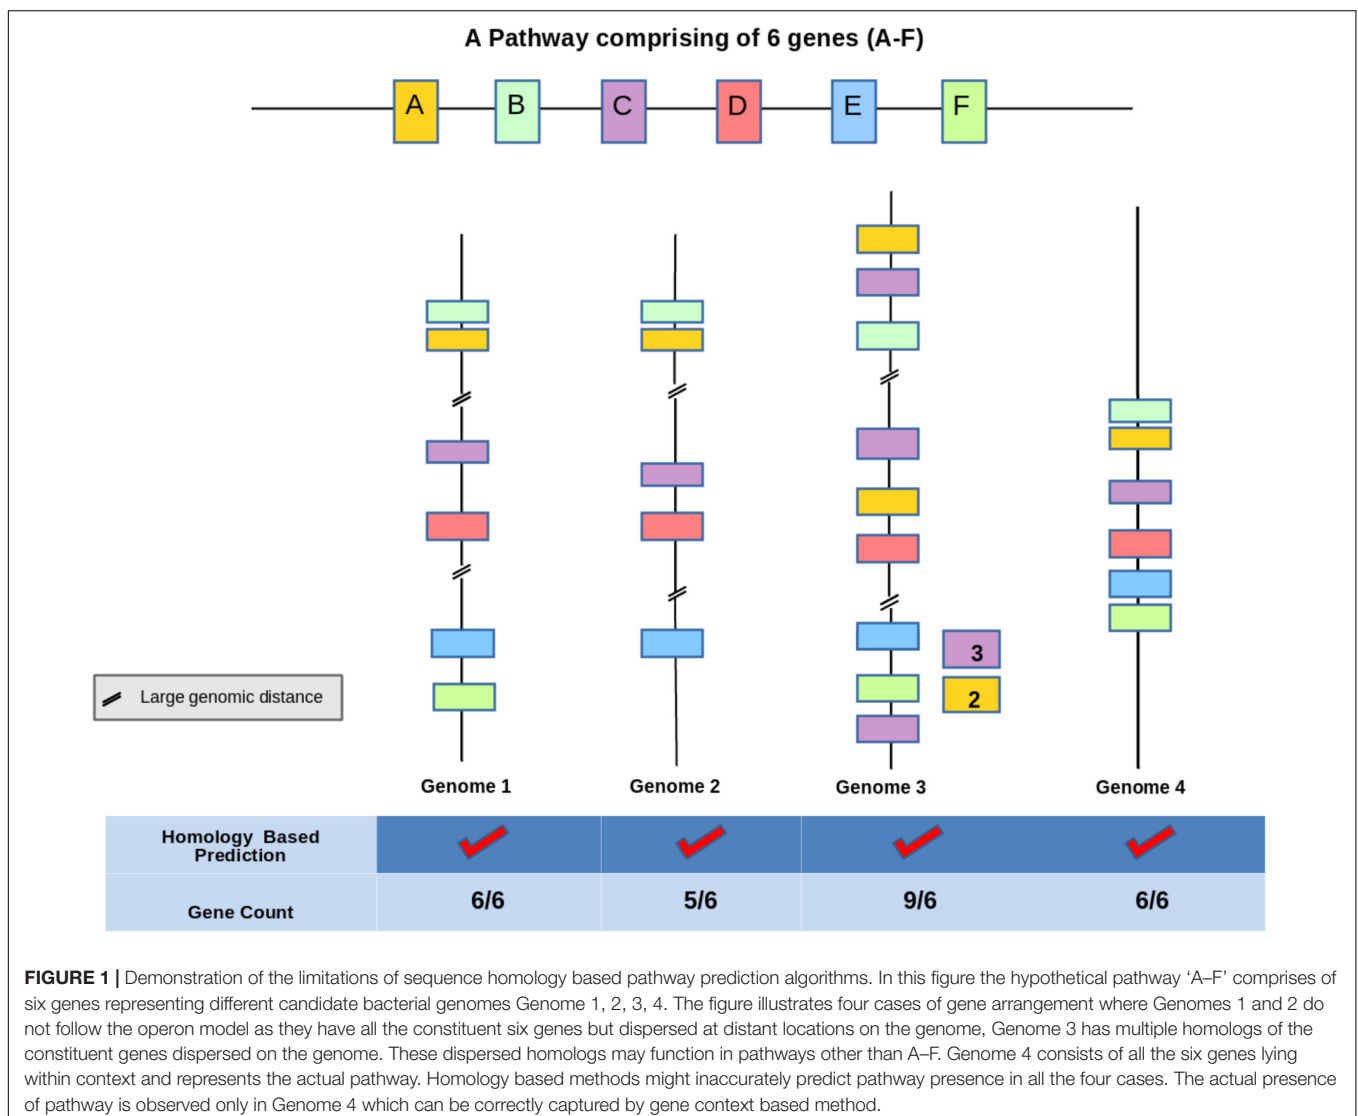 A Pathway comprising of 6 genes (A-F)
A B C D E F
3
2
Large genomic distance
Genome 1 Genome 2 Genome 3 Genome 4
Homology Based
Prediction
Gene Count 6/6 5/6 9/6 6/6
FIGURE 1 | Demonstration of the limitations of sequence homology based pathway prediction algorithms. In this figure the hypothetical pathway ‘A–F’ comprises of
six genes representing different candidate bacterial genomes Genome 1, 2, 3, 4. The figure illustrates four cases of gene arrangement where Genomes 1 and 2 do
not follow the operon model as they have all the constituent six genes but dispersed at distant locations on the genome, Genome 3 has multiple homologs of the
constituent genes dispersed on the genome. These dispersed homologs may function in pathways other than A–F. Genome 4 consists of all the six genes lying
within context and represents the actual pathway. Homology based methods might inaccurately predict pathway presence in all the four cases. The actual presence
of pathway is observed only in Genome 4 which can be correctly captured by gene context based method.